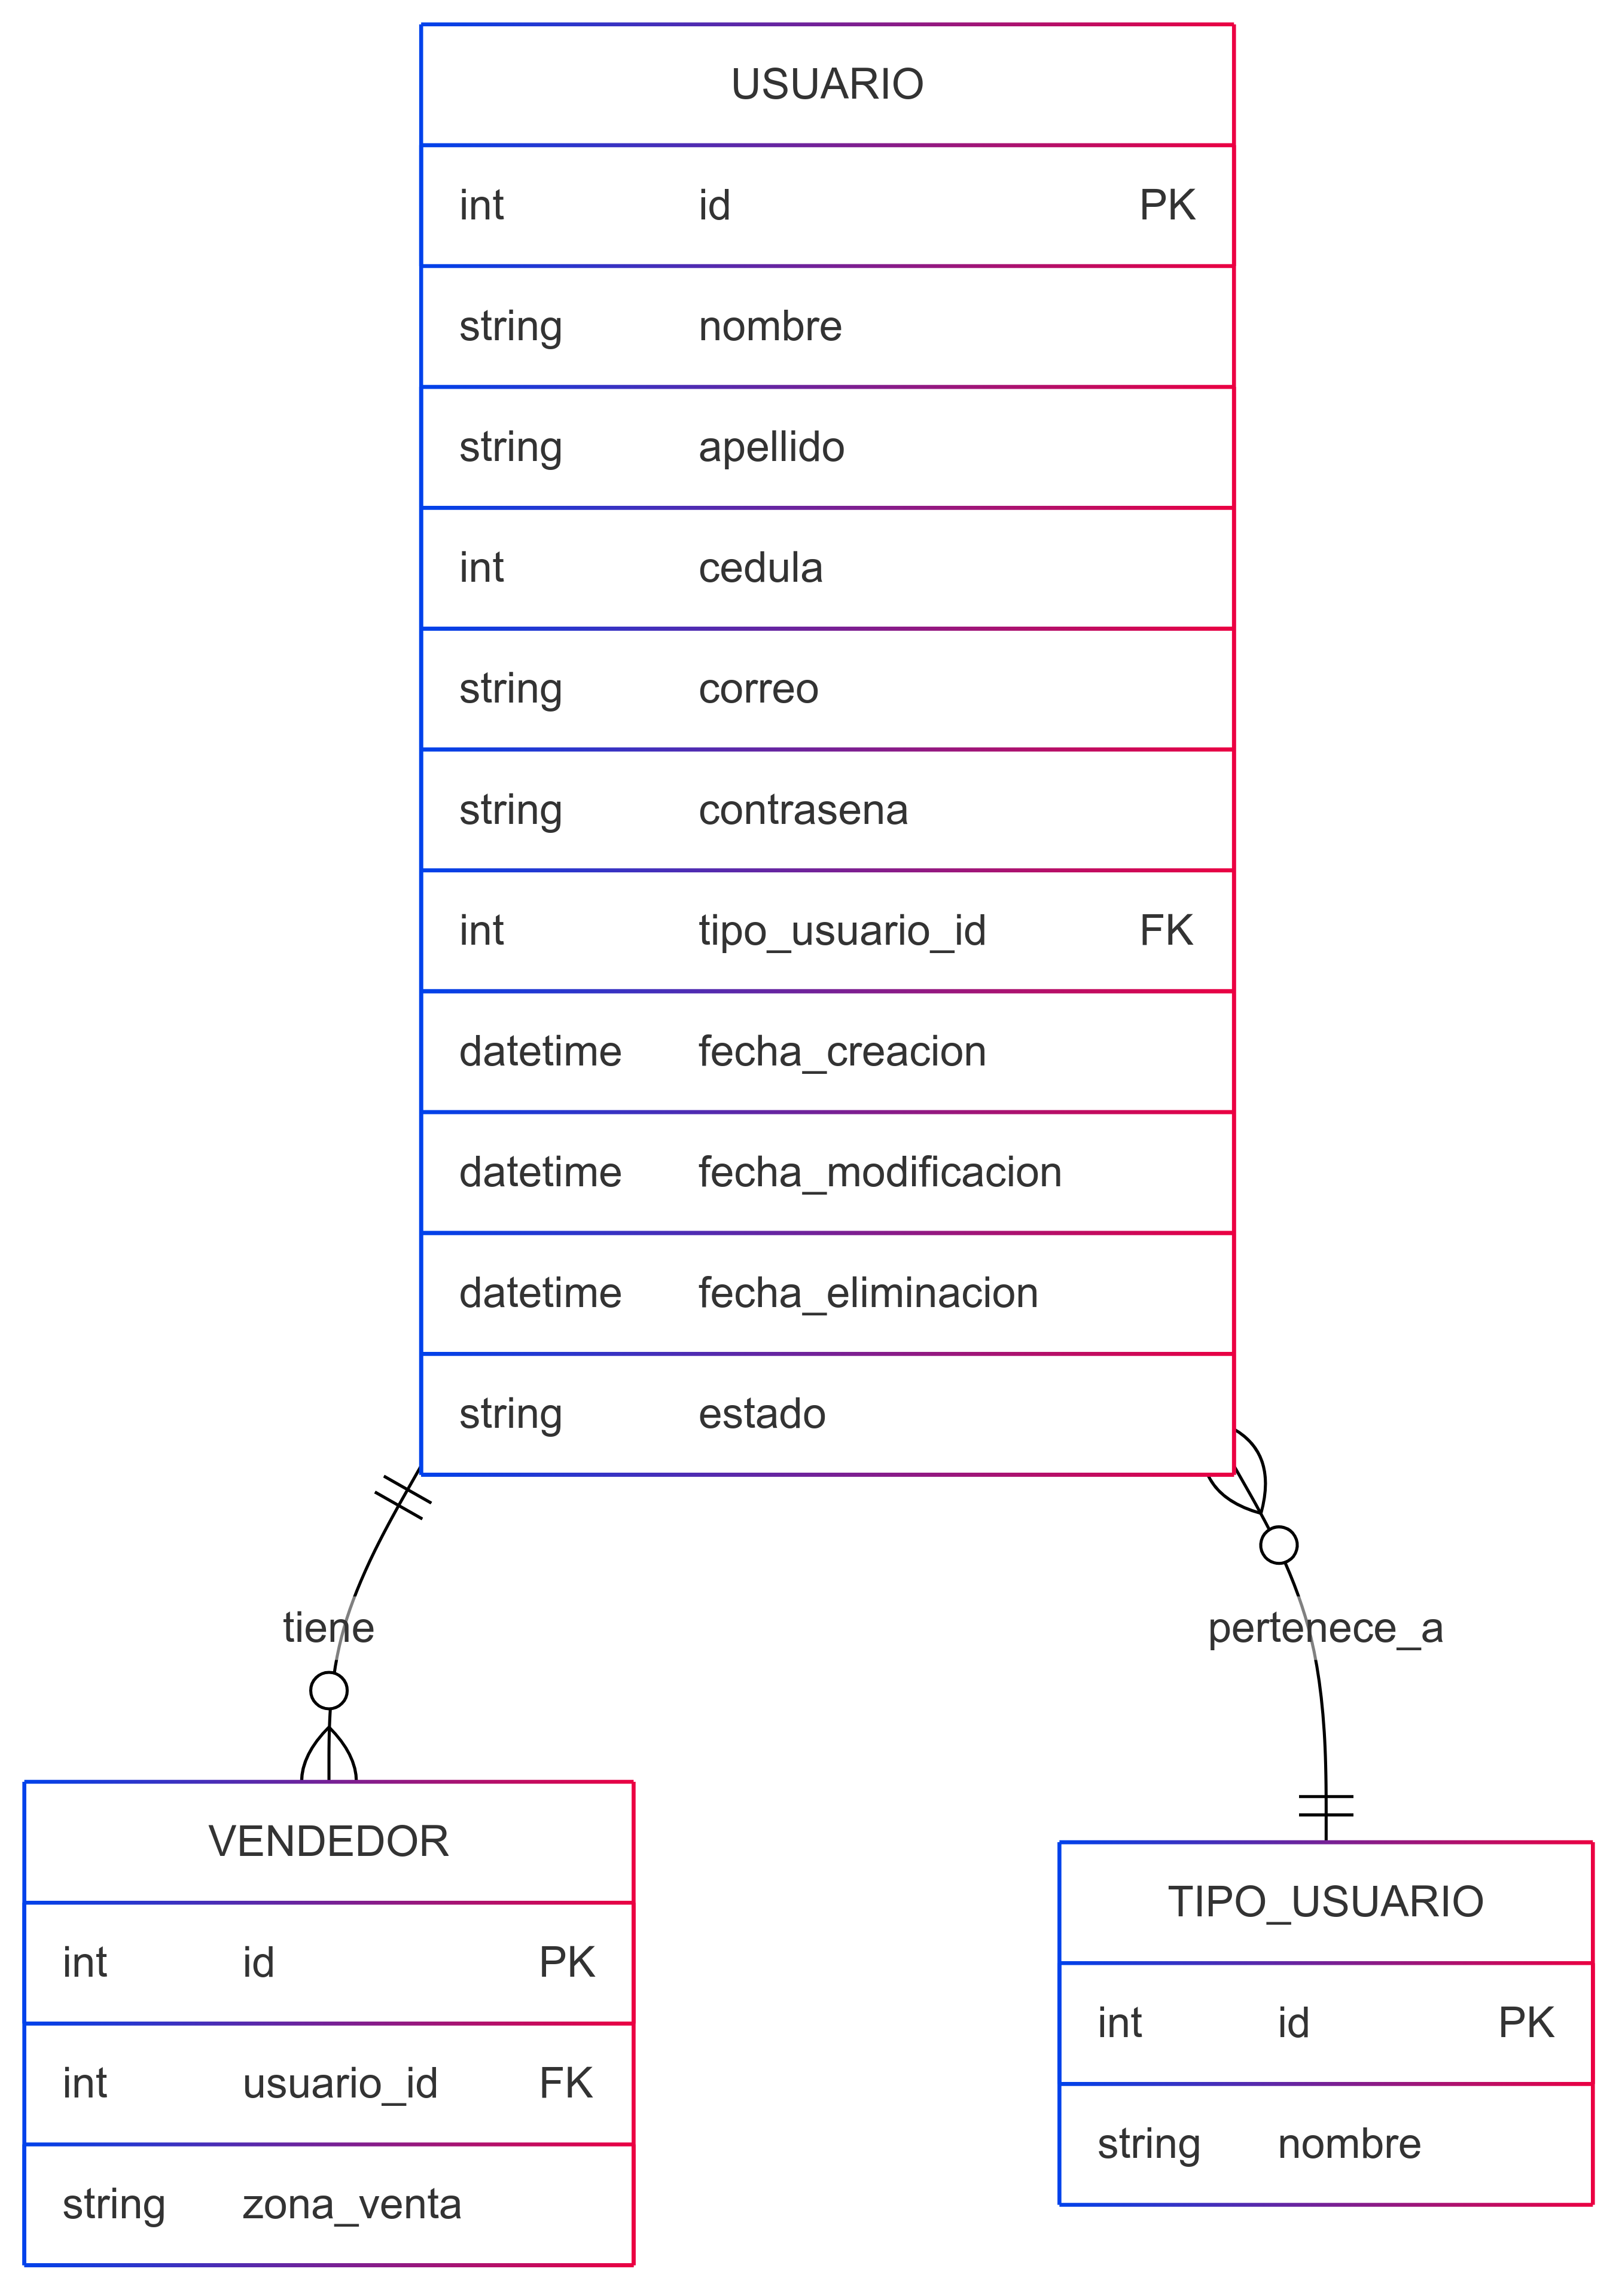 USUARIO
int id PK
string nombre
string apellido
int cedula
string correo
string contrasena
int tipo_usuario_id FK
datetime fecha_creacion
datetime fecha_modificacion
datetime fecha_eliminacion
string estado
tiene
pertenece_a
VENDEDOR
int id PK
int usuario_id FK
string zona_venta
TIPO_USUARIO
int id PK
string nombre